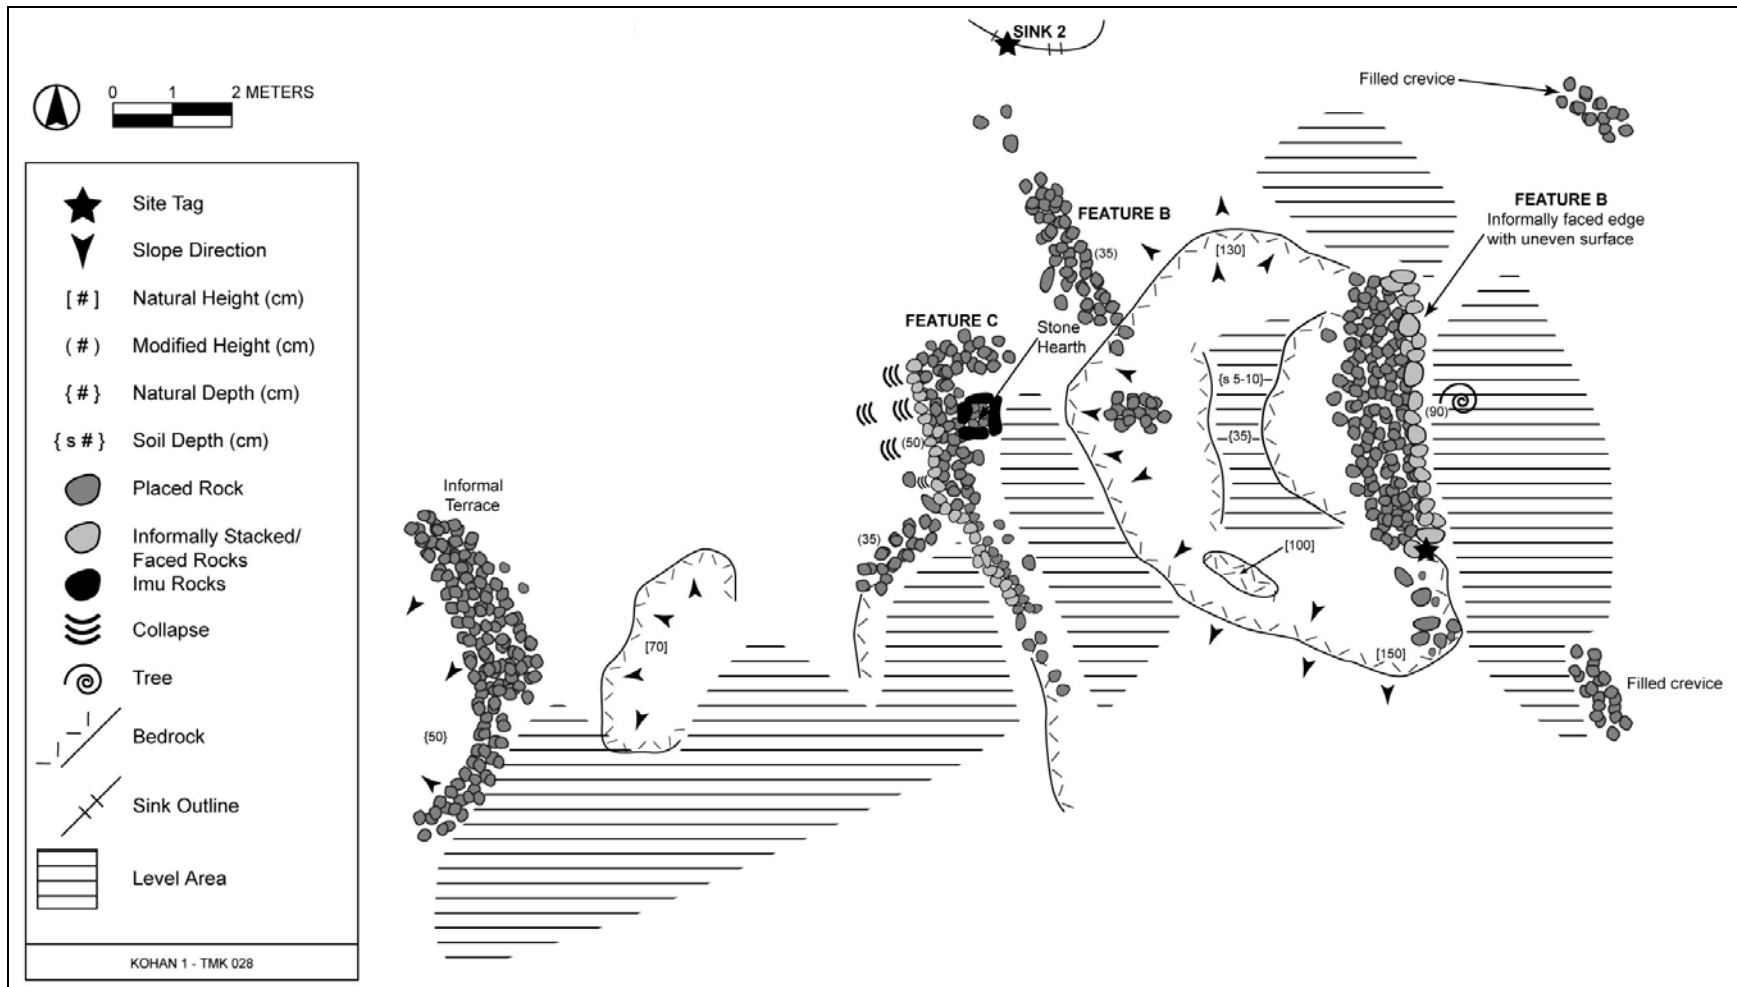 SINK 2
Filled crevice
0 1 2 METERS
Site Tag
Slope Direction
[ # ] Natural Height (cm)
( # ) Modified Height (cm)
{ # } Natural Depth (cm)
{ s # } Soil Depth (cm)
Placed Rock
Informally Stacked/
Faced Rocks
Imu Rocks
Collapse
Tree
Bedrock
Sink Outline
Level Area
KOHAN 1 - TMK 028
FEATURE B
(35)
[130]
FEATURE B
Informally faced edge
with uneven surface
FEATURE C
Stone
Hearth
{s 5-10}
(90)
{35}
(50)
Informal
Terrace
(35)
[100]
[70]
[150]
Filled crevice
{50}